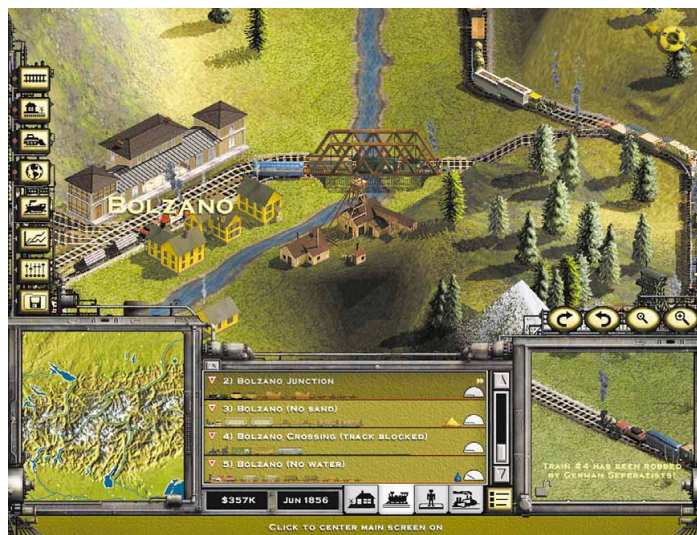 Bolzano
2) Bolzano Junction
3) Bolzano (No sand)
4) Bolzano Crossing (track blocked)
5) Bolzano (No water)
Train #4 has been robbed
by German Seperatists!
$357K
Jun 1856
Click to center main screen on